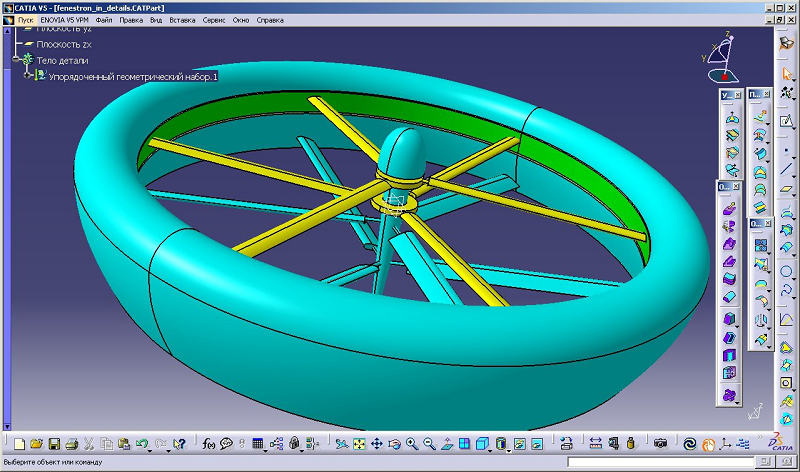 CATIA V5 - [fenestron_in_details.CATPart]
Пуск ENOVIA V5 VPM Файл Правка Вид Вставка Сервис Окно Справка
Плоскость yz
Плоскость zx
Тело детали
Упорядоченный геометрический набор.1
z
x
y
У...
П...
О...
О...
f(x)
CATIA
Выберите объект или команду